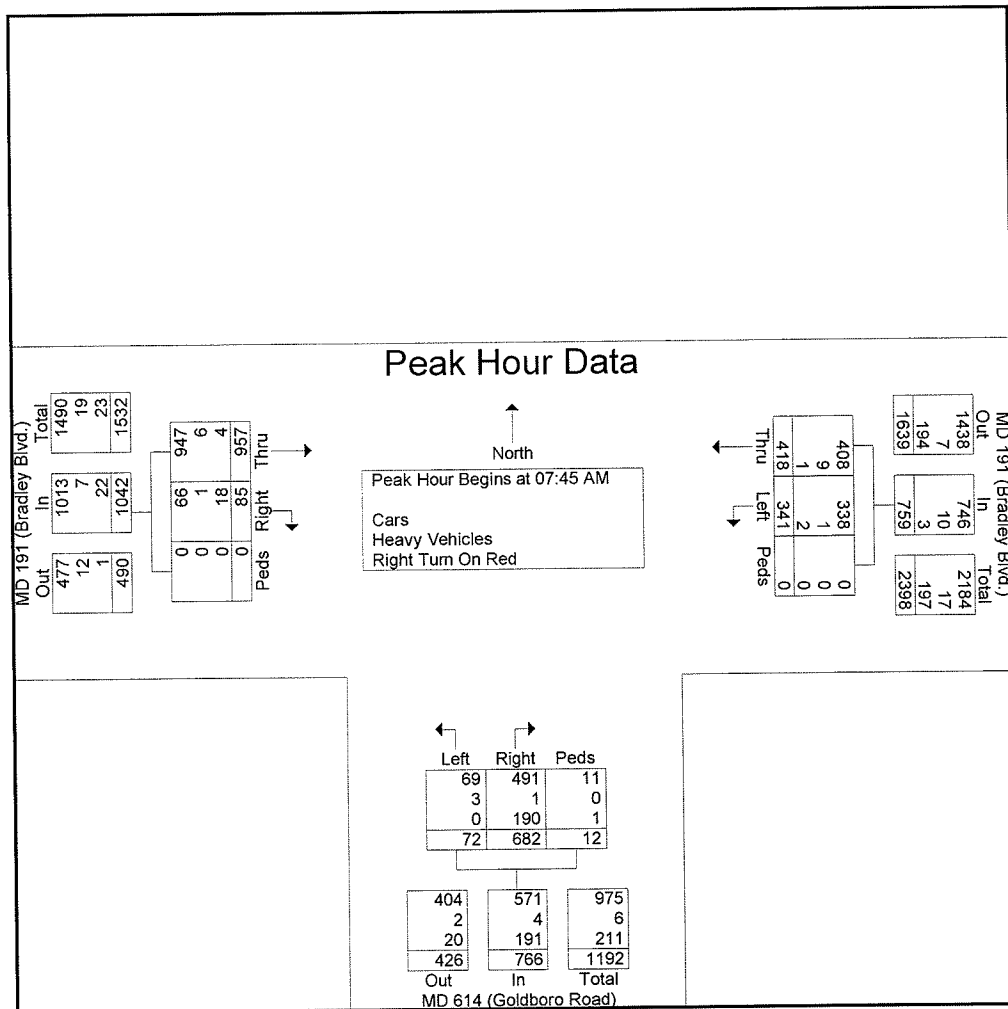 Peak Hour Data
North
Peak Hour Begins at 07:45 AM
Cars
Heavy Vehicles
Right Turn On Red
MD 191 (Bradley Blvd.)
Out In Total
477 1013 1490
12 7 19
1 22 23
490 1042 1532
Thru Right Peds
947 66 0
6 1 0
4 18 0
957 85 0
MD 191 (Bradley Blvd.)
Out In Total
1438 746 2184
7 10 17
194 3 197
1639 759 2398
408 338 0
9 1 0
1 2 0
418 341 0
Thru Left Peds
Left Right Peds
69 491 11
3 1 0
0 190 1
72 682 12
404 571 975
2 4 6
20 191 211
426 766 1192
Out In Total
MD 614 (Goldboro Road)